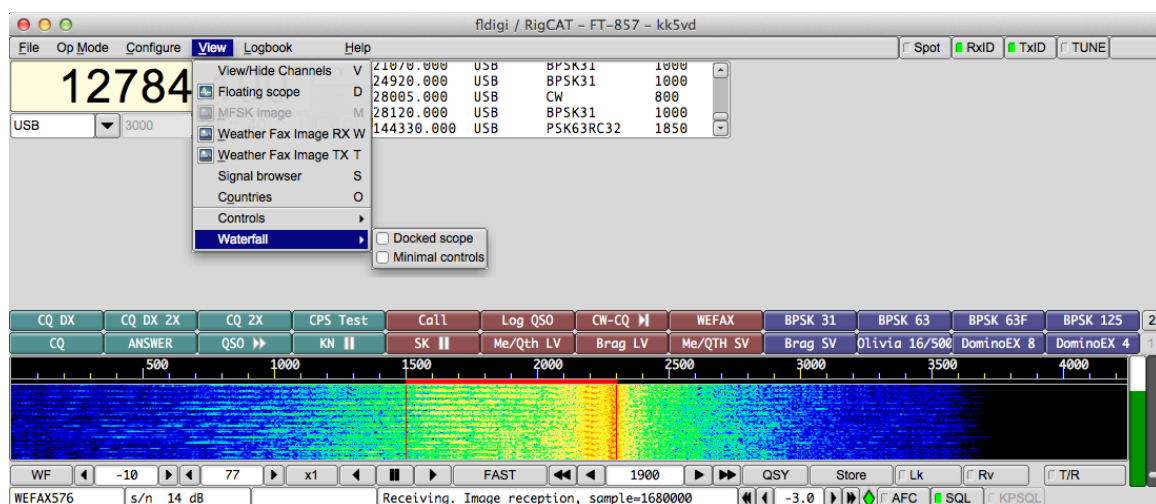 fldigi / RigCAT - FT-857 - kk5vd
File Op Mode Configure View Logbook Help Spot RxID TxID TUNE
12784
USB 3000
View/Hide Channels V
Floating scope D
MFSK Image M
Weather Fax Image RX W
Weather Fax Image TX T
Signal browser S
Countries O
Controls
Waterfall
Docked scope
Minimal controls
21070.000 USB BPSK31 1000
24920.000 USB BPSK31 1000
28005.000 USB CW 800
28120.000 USB BPSK31 1000
144330.000 USB PSK63RC32 1850
CQ DX CQ DX 2X CQ 2X CPS Test Call Log QSO CW-CQ WEFAX BPSK 31 BPSK 63 BPSK 63F BPSK 125 2
CQ ANSWER QSO KN SK Me/Qth LV Brag LV Me/QTH SV Brag SV Olivia 16/500 DominoEX 8 DominoEX 4 1
500 1000 1500 2000 2500 3000 3500 4000
WF -10 77 x1 FAST 1900 QSY Store Lk Rv T/R
WEFAX576 s/n 14 dB Receiving. Image reception, sample=1680000 -3.0 AFC SQL KPSQL